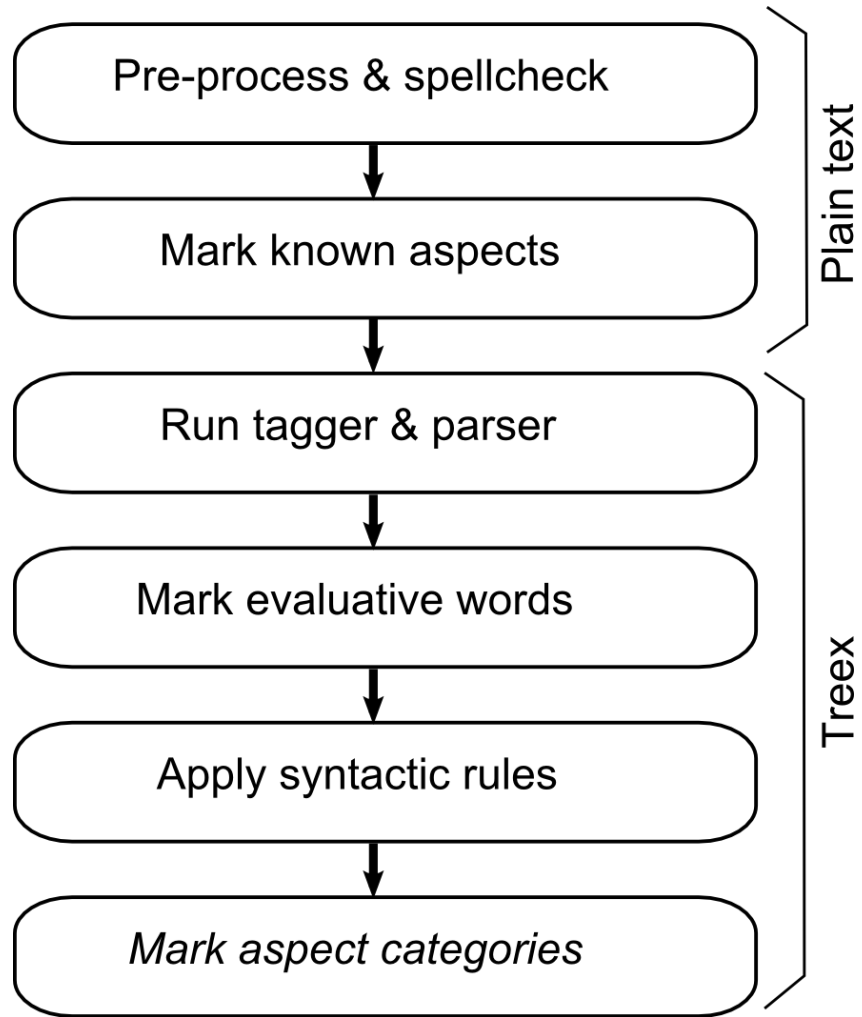 Pre-process & spellcheck
Mark known aspects
Plain text
Run tagger & parser
Mark evaluative words
Apply syntactic rules
Mark aspect categories
Treex